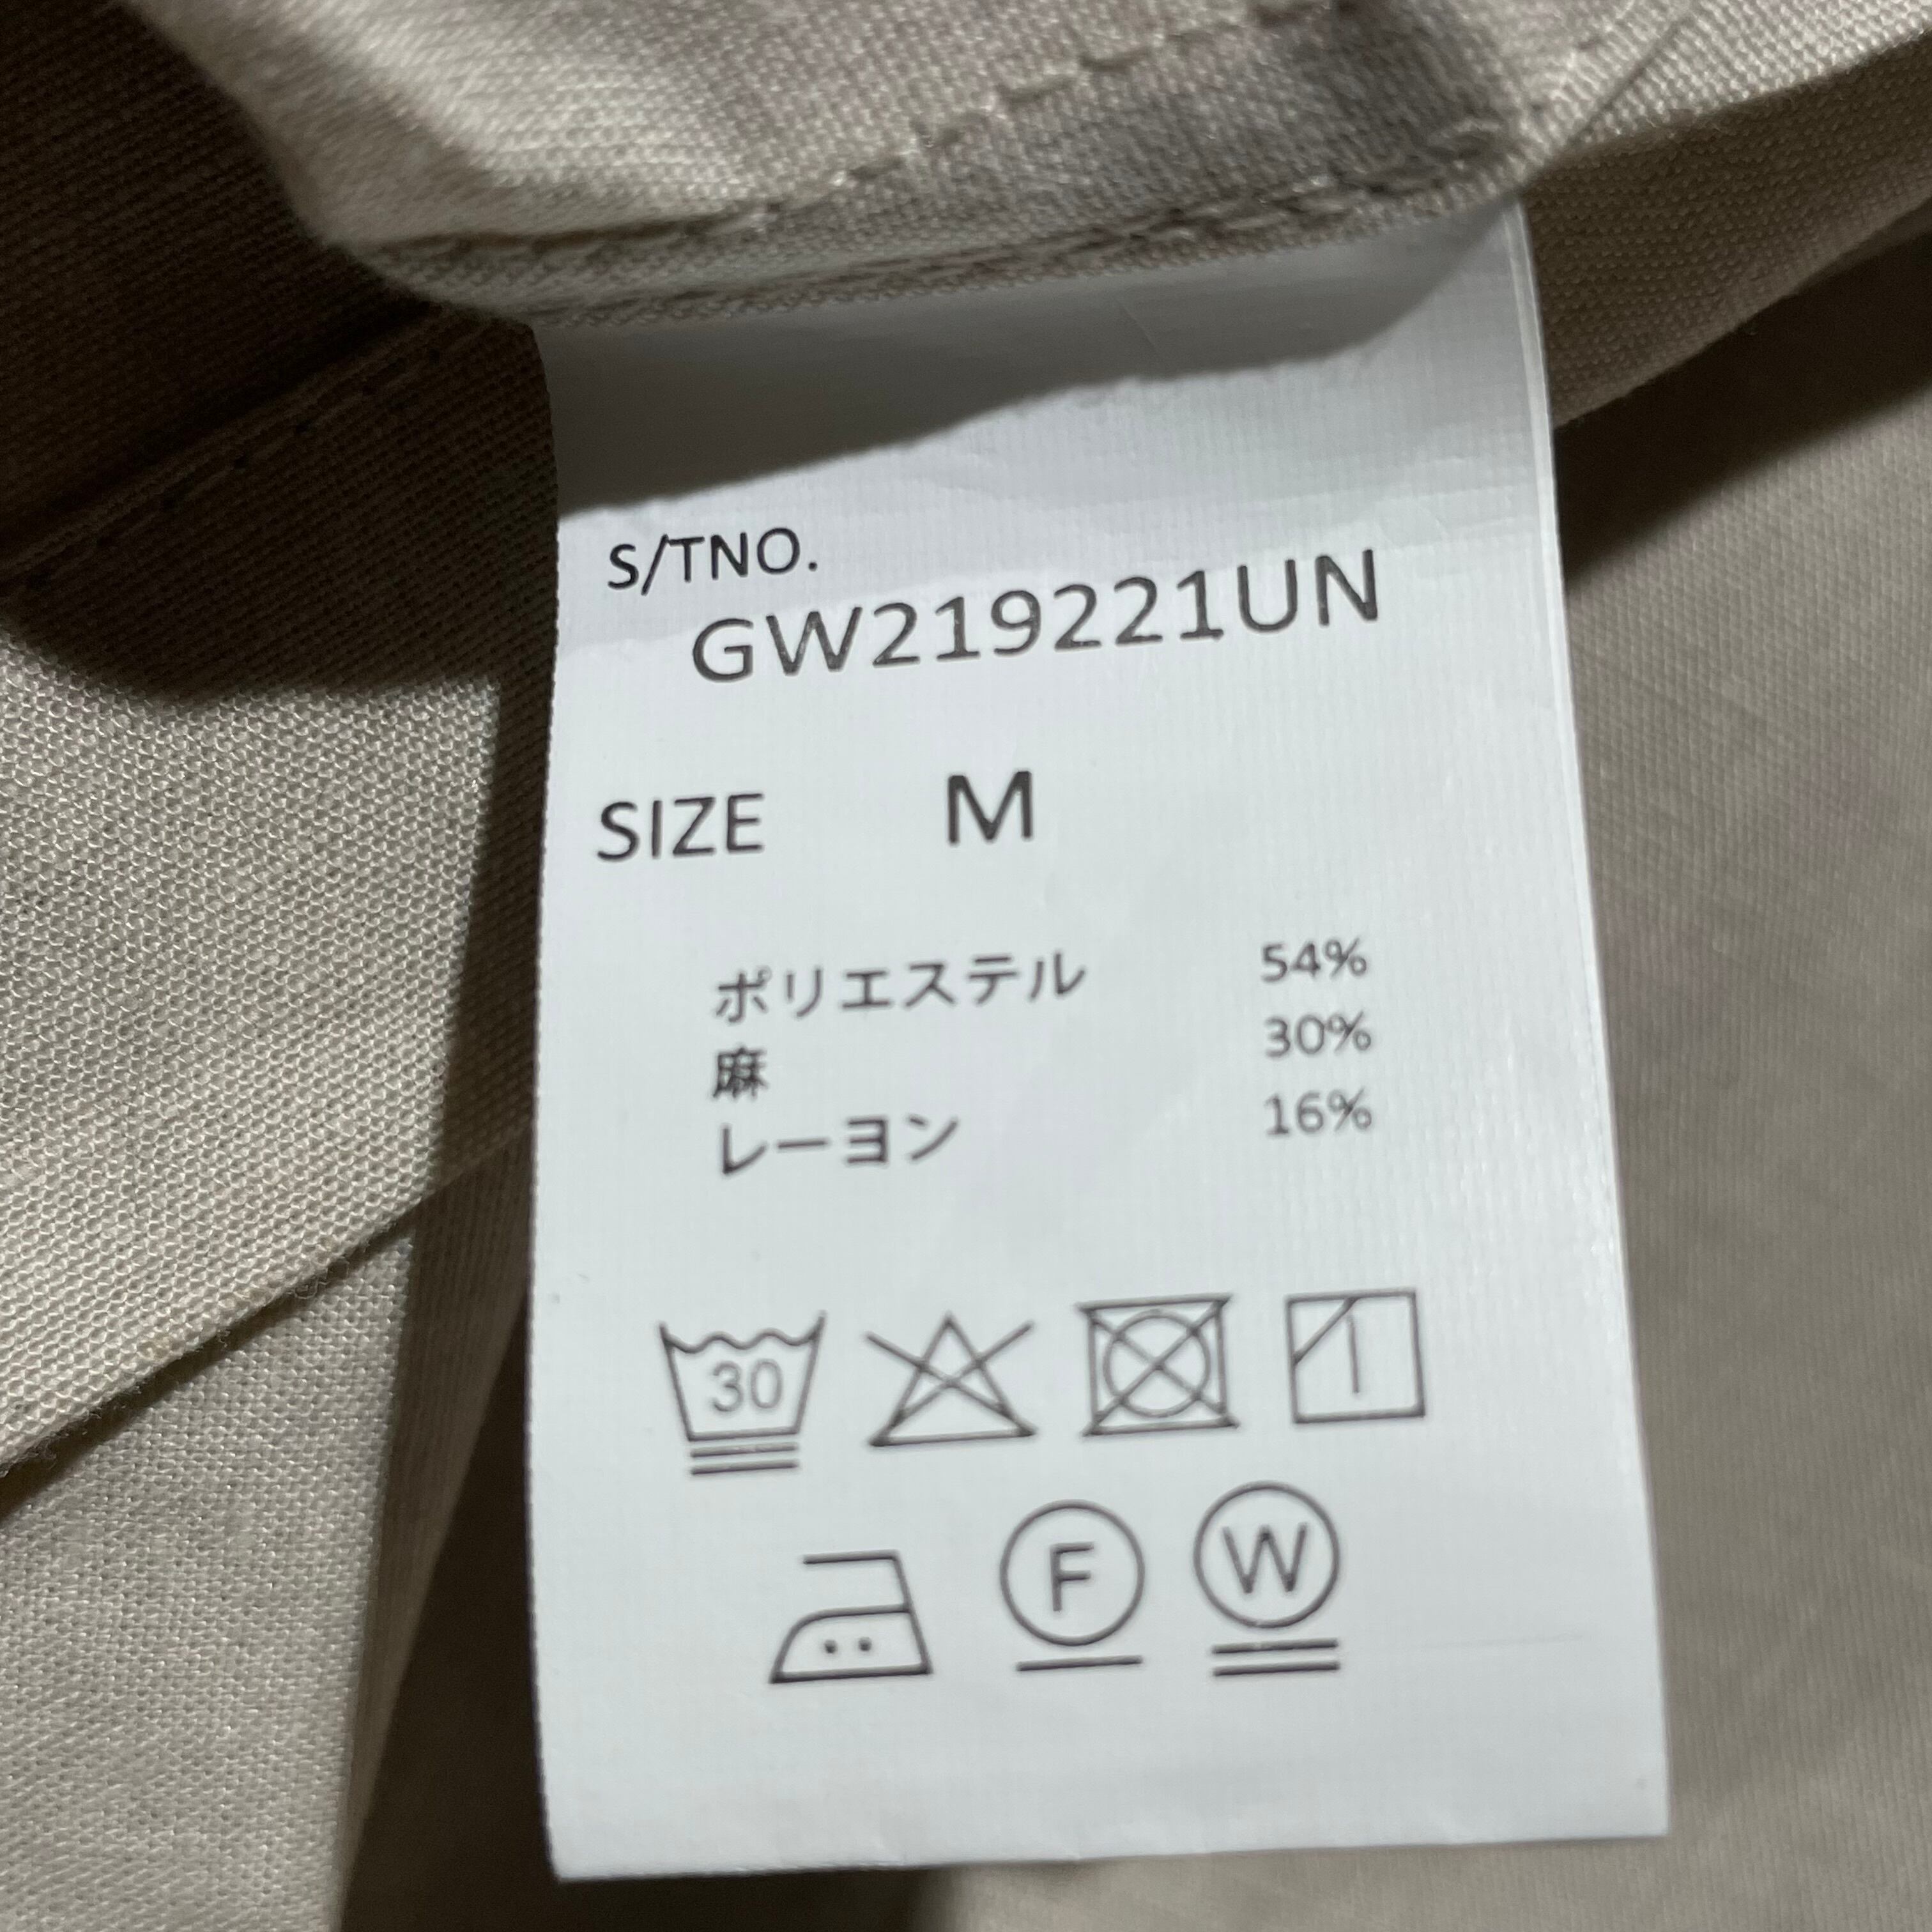 S/TNO.
GW219221UN
SIZE M
ポリエステル 54%
麻 30%
レーヨン 16%
30
F W